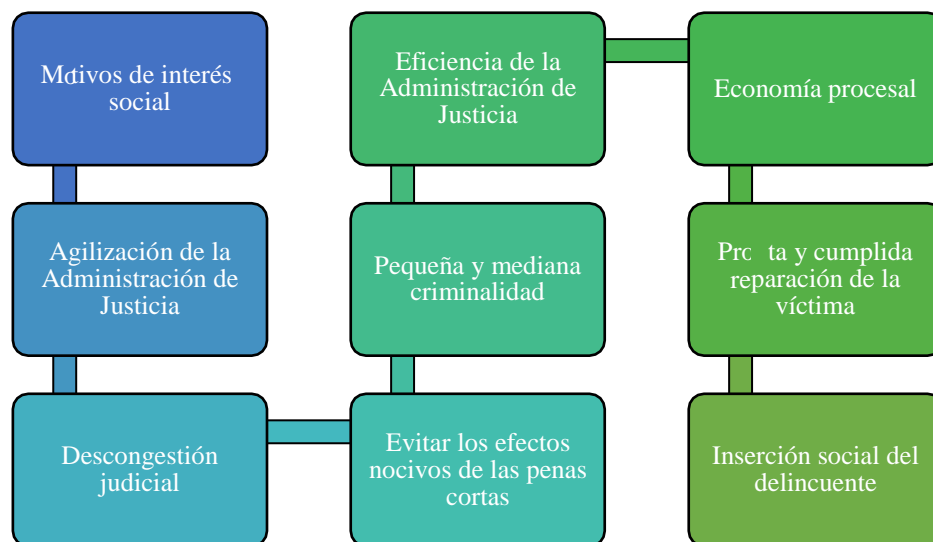 Motivos de interés
social
Agilización de la
Administración de
Justicia
Descongestión
judicial
Evitar los efectos
nocivos de las penas
cortas
Pequeña y mediana
criminalidad
Eficiencia de la
Administración de
Justicia
Economía procesal
y cumplida
reparación de la
víctima
Inserción social del
delincuente